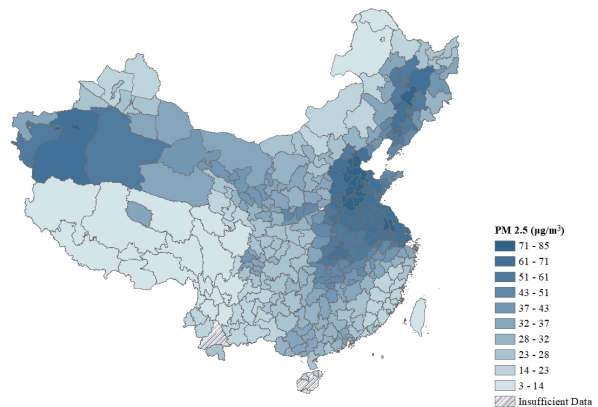 PM 2.5 (µg/m³)
71 - 85
61 - 71
51 - 61
43 - 51
37 - 43
32 - 37
28 - 32
23 - 28
14 - 23
3 - 14
Insufficient Data